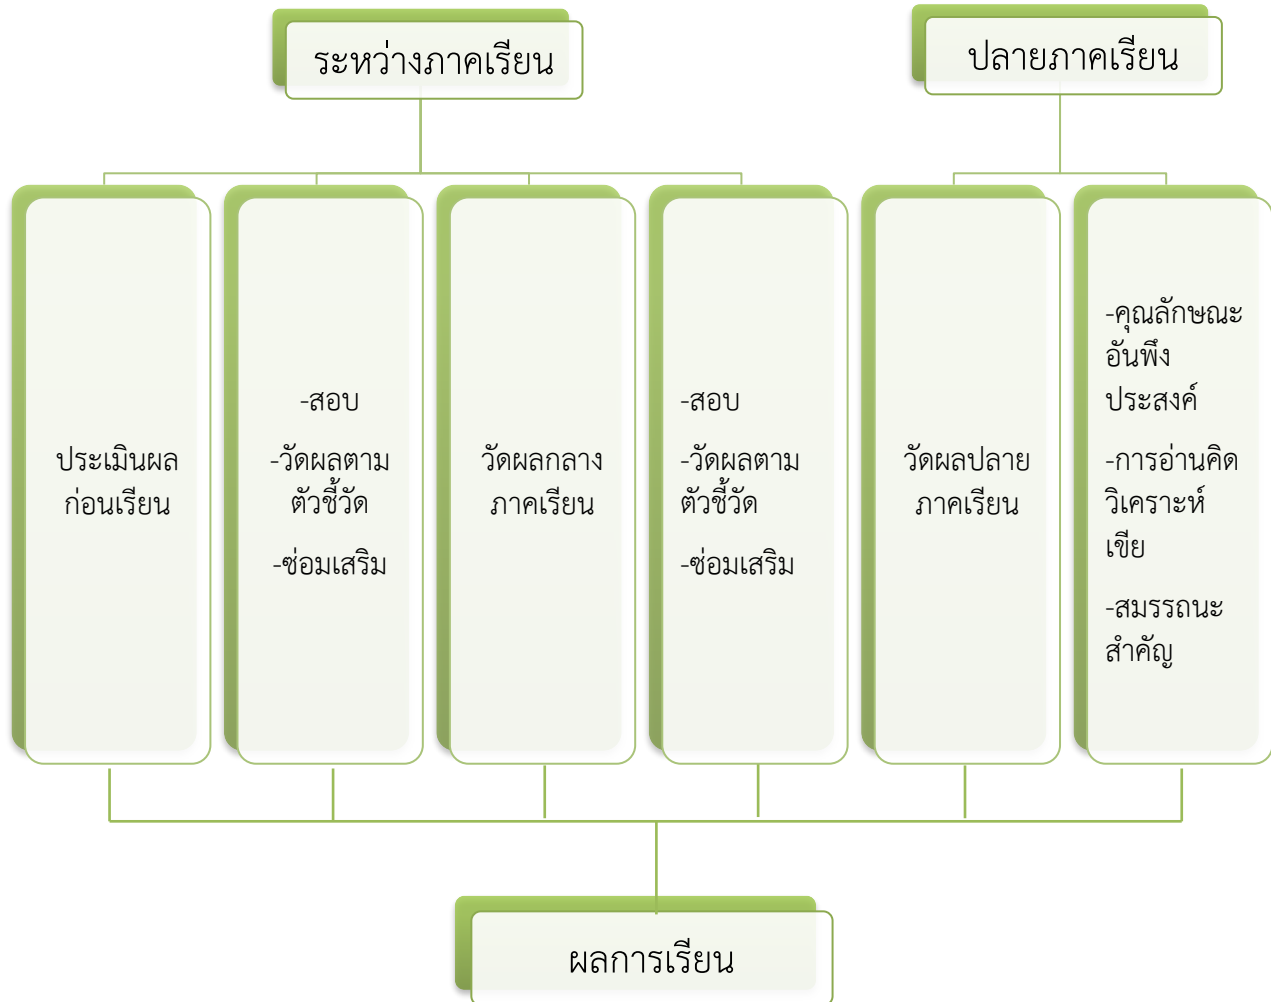 ระหว่างภาคเรียน
ปลายภาคเรียน
ประเมินผล
ก่อนเรียน
-สอบ
-วัดผลตาม
ตัวชี้วัด
-ซ่อมเสริม
วัดผลกลาง
ภาคเรียน
-สอบ
-วัดผลตาม
ตัวชี้วัด
-ซ่อมเสริม
วัดผลปลาย
ภาคเรียน
-คุณลักษณะ
อันพึง
ประสงค์
-การอ่านคิด
วิเคราะห์
เขีย
-สมรรถนะ
สำคัญ
ผลการเรียน